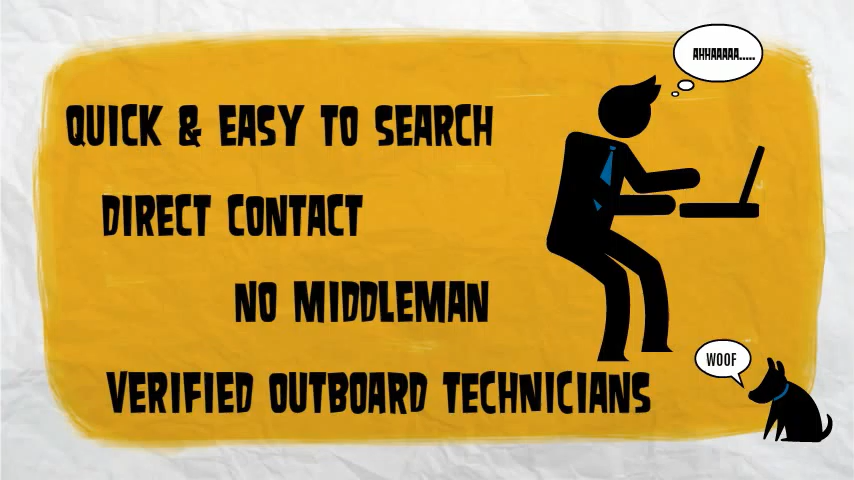 AHHAAAAA.....
QUICK & EASY TO SEARCH
DIRECT CONTACT
NO MIDDLEMAN
WOOF
VERIFIED OUTBOARD TECHNICIANS